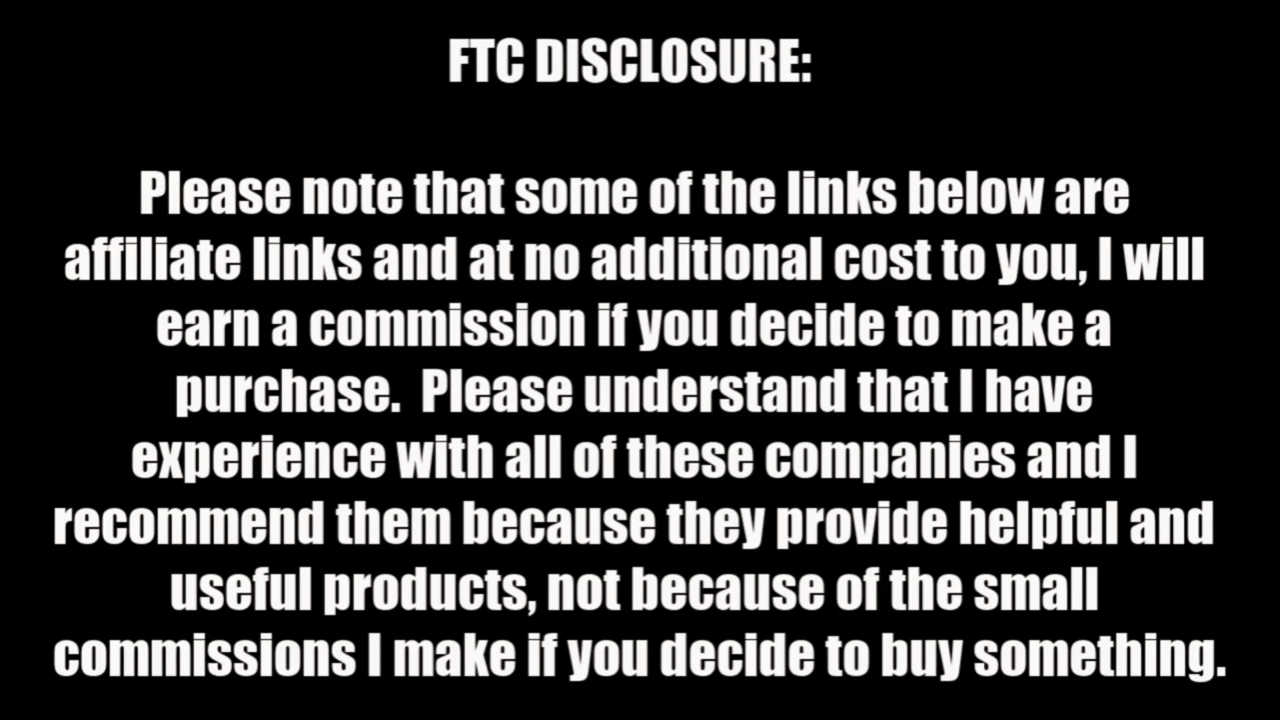 FTC DISCLOSURE:
Please note that some of the links below are
affiliate links and at no additional cost to you, I will
earn a commission if you decide to make a
purchase.  Please understand that I have
experience with all of these companies and I
recommend them because they provide helpful and
useful products, not because of the small
commissions I make if you decide to buy something.